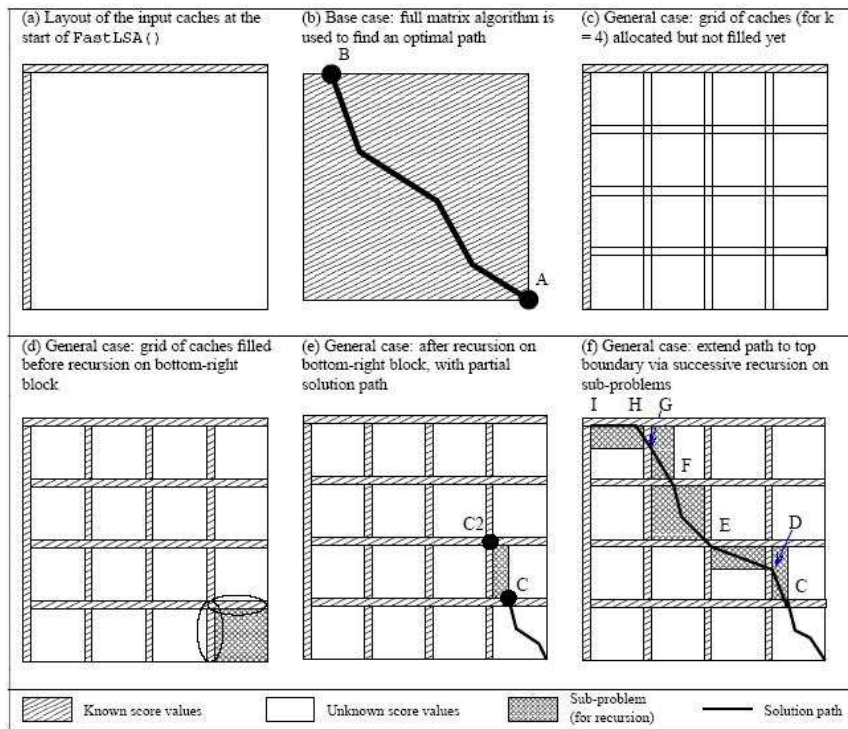 (a) Layout of the input caches at the
start of FastLSA()
(b) Base case: full matrix algorithm is
used to find an optimal path
(c) General case: grid of caches (for k
= 4) allocated but not filled yet
B
A
(d) General case: grid of caches filled
before recursion on bottom-right
block
(e) General case: after recursion on
bottom-right block, with partial
solution path
(f) General case: extend path to top
boundary via successive recursion on
sub-problems
C2
C
I H G
F
E
D
C
Known score values
Unknown score values
Sub-problem
(for recursion)
Solution path